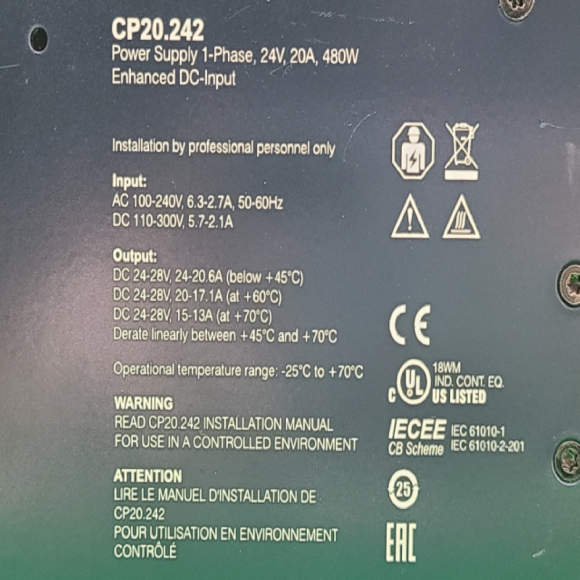 CP20.242
Power Supply 1-Phase, 24V, 20A, 480W
Enhanced DC-Input
Installation by professional personnel only
Input:
AC 100-240V, 6.3-2.7A, 50-60Hz
DC 110-300V, 5.7-2.1A
Output:
DC 24-28V, 24-20.6A (below +45°C)
DC 24-28V, 20-17.1A (at +60°C)
DC 24-28V, 15-13A (at +70°C)
Derate linearly between +45°C and +70°C
Operational temperature range: -25°C to +70°C
WARNING
READ CP20.242 INSTALLATION MANUAL
FOR USE IN A CONTROLLED ENVIRONMENT
ATTENTION
LIRE LE MANUEL D'INSTALLATION DE
CP20.242
POUR UTILISATION EN ENVIRONNEMENT
CONTRÔLÉ
CE
C UL US LISTED
18WM
IND. CONT. EQ.
IECEE IEC 61010-1
CB Scheme IEC 61010-2-201
25
EAC